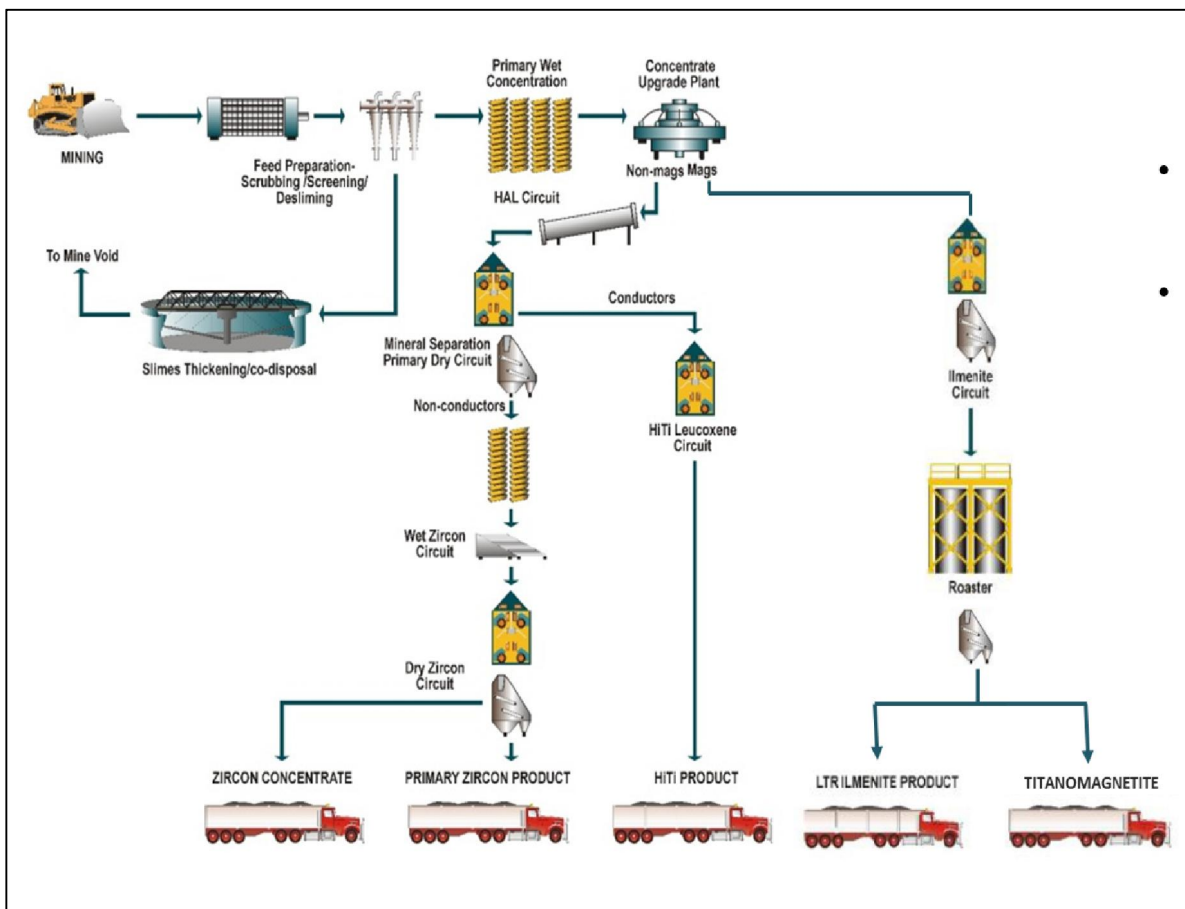 Primary Wet
Concentration
Concentrate
Upgrade Plant
MINING
Feed Preparation-
Scrubbing /Screening/
Desliming
Non-mags Mags
HAL Circuit
To Mine Void
Slimes Thickening/co-disposal
Conductors
Mineral Separation
Primary Dry Circuit
Non-conductors
HiTi Leucoxene
Circuit
Ilmenite
Circuit
Wet Zircon
Circuit
Roaster
Dry Zircon
Circuit
ZIRCON CONCENTRATE
PRIMARY ZIRCON PRODUCT
HiTi PRODUCT
LTR ILMENITE PRODUCT
TITANOMAGNETITE